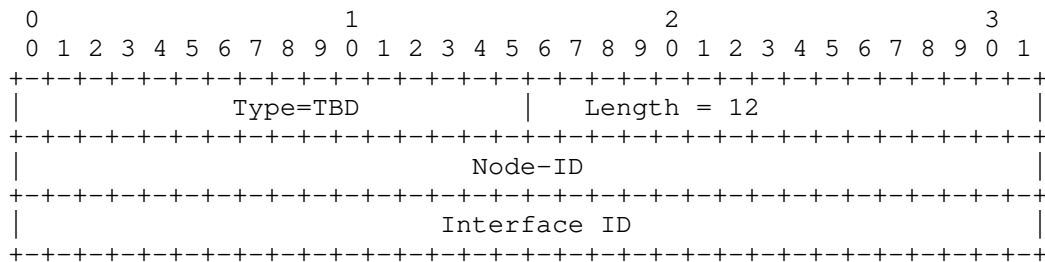 0                   1                   2                   3
 0 1 2 3 4 5 6 7 8 9 0 1 2 3 4 5 6 7 8 9 0 1 2 3 4 5 6 7 8 9 0 1
+-+-+-+-+-+-+-+-+-+-+-+-+-+-+-+-+-+-+-+-+-+-+-+-+-+-+-+-+-+-+-+-+
|             Type=TBD          |   Length = 12                 |
+-+-+-+-+-+-+-+-+-+-+-+-+-+-+-+-+-+-+-+-+-+-+-+-+-+-+-+-+-+-+-+-+
|                            Node-ID                            |
+-+-+-+-+-+-+-+-+-+-+-+-+-+-+-+-+-+-+-+-+-+-+-+-+-+-+-+-+-+-+-+-+
|                          Interface ID                         |
+-+-+-+-+-+-+-+-+-+-+-+-+-+-+-+-+-+-+-+-+-+-+-+-+-+-+-+-+-+-+-+-+